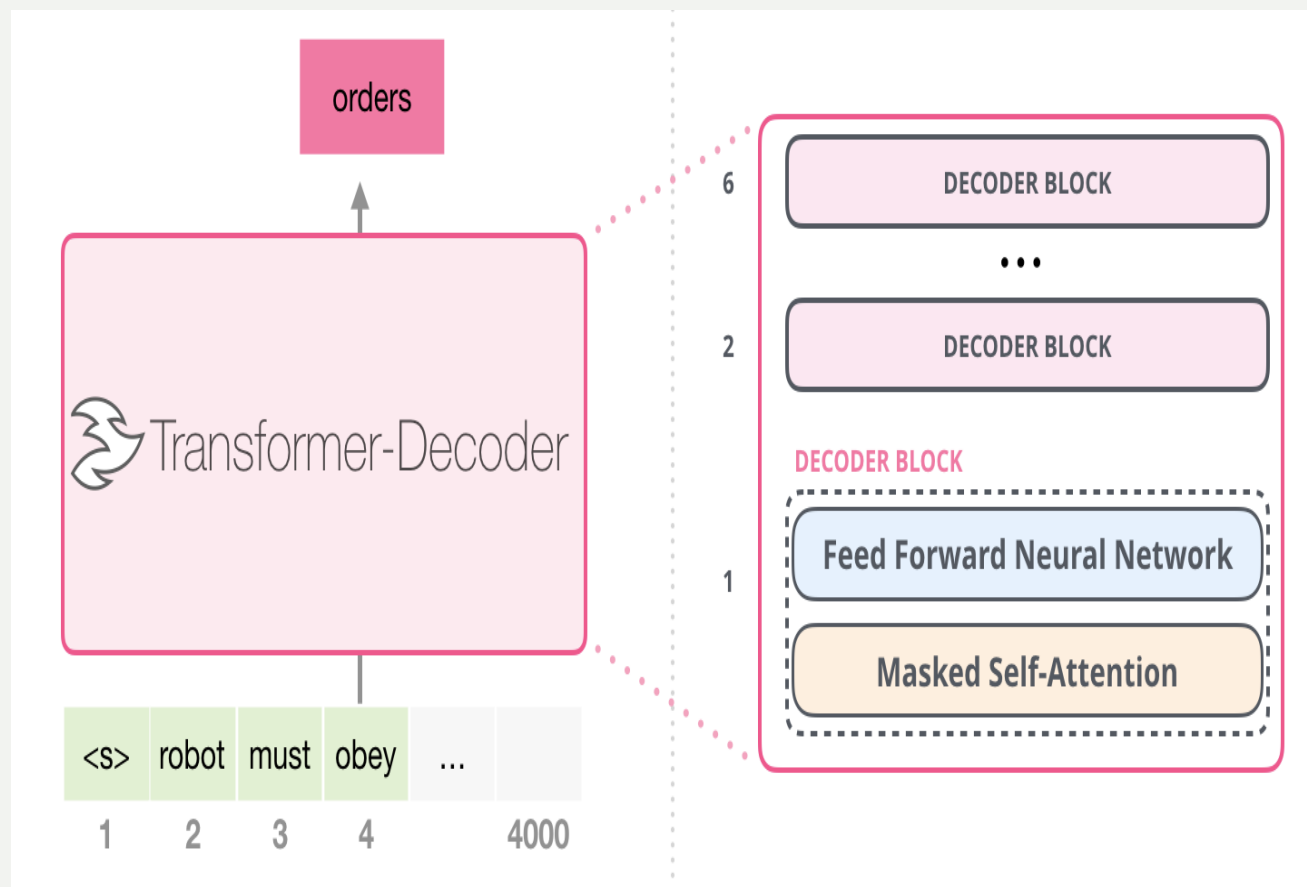 orders
Transformer-Decoder
<s> robot must obey ...
1 2 3 4 4000
6 DECODER BLOCK
...
2 DECODER BLOCK
DECODER BLOCK
Feed Forward Neural Network
1
Masked Self-Attention